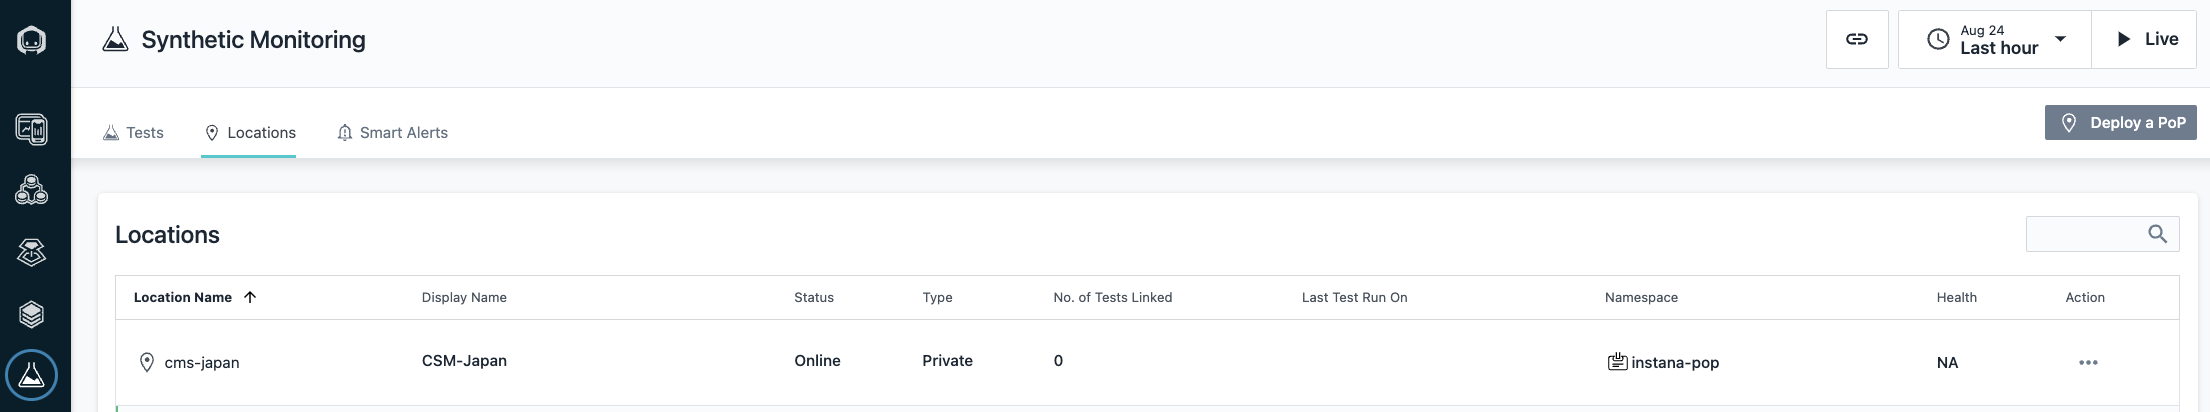 Synthetic Monitoring
Aug 24
Last hour
Live
Tests
Locations
Smart Alerts
Deploy a PoP
Locations
Location Name Display Name Status Type No. of Tests Linked Last Test Run On Namespace Health Action
cms-japan CSM-Japan Online Private 0 instana-pop NA